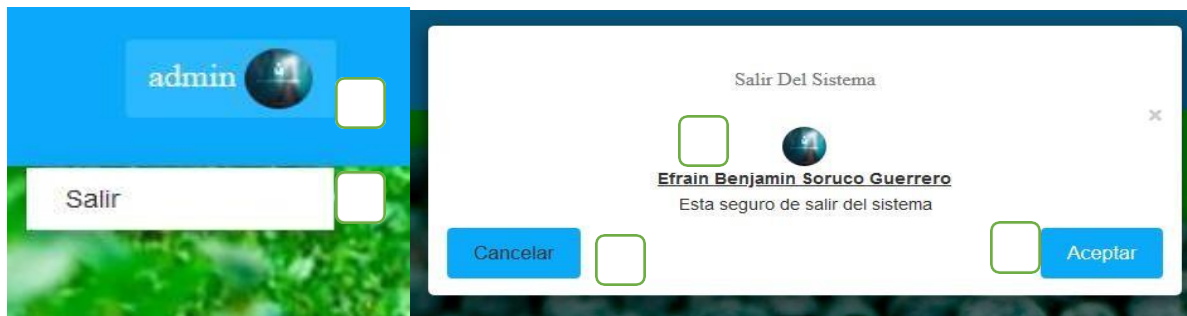 admin
Salir
Salir Del Sistema
×
Efrain Benjamin Soruco Guerrero
Esta seguro de salir del sistema
Cancelar
Aceptar